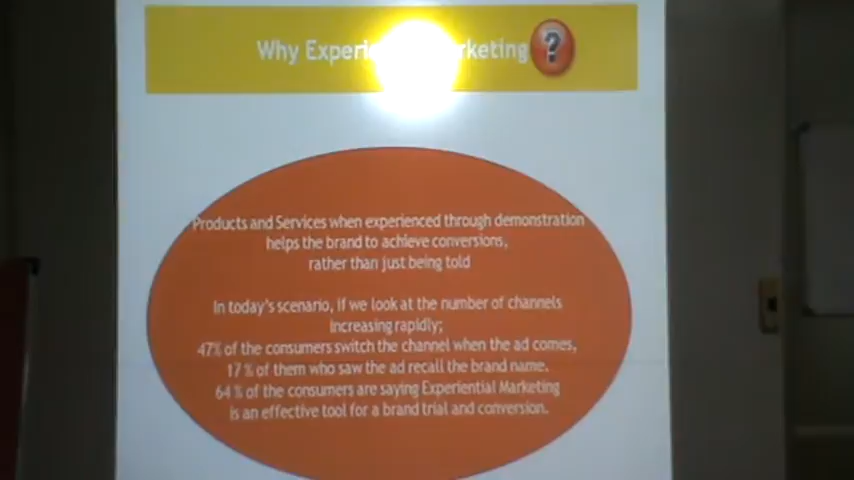 Why Experi rketing ?
Products and Services when experienced through demonstration
helps the brand to achieve conversions,
rather than just being told
In today's scenario, if we look at the number of channels
increasing rapidly;
47% of the consumers switch the channel when the ad comes,
17 % of them who saw the ad recall the brand name.
64 % of the consumers are saying Experiential Marketing
is an effective tool for a brand trial and conversion.